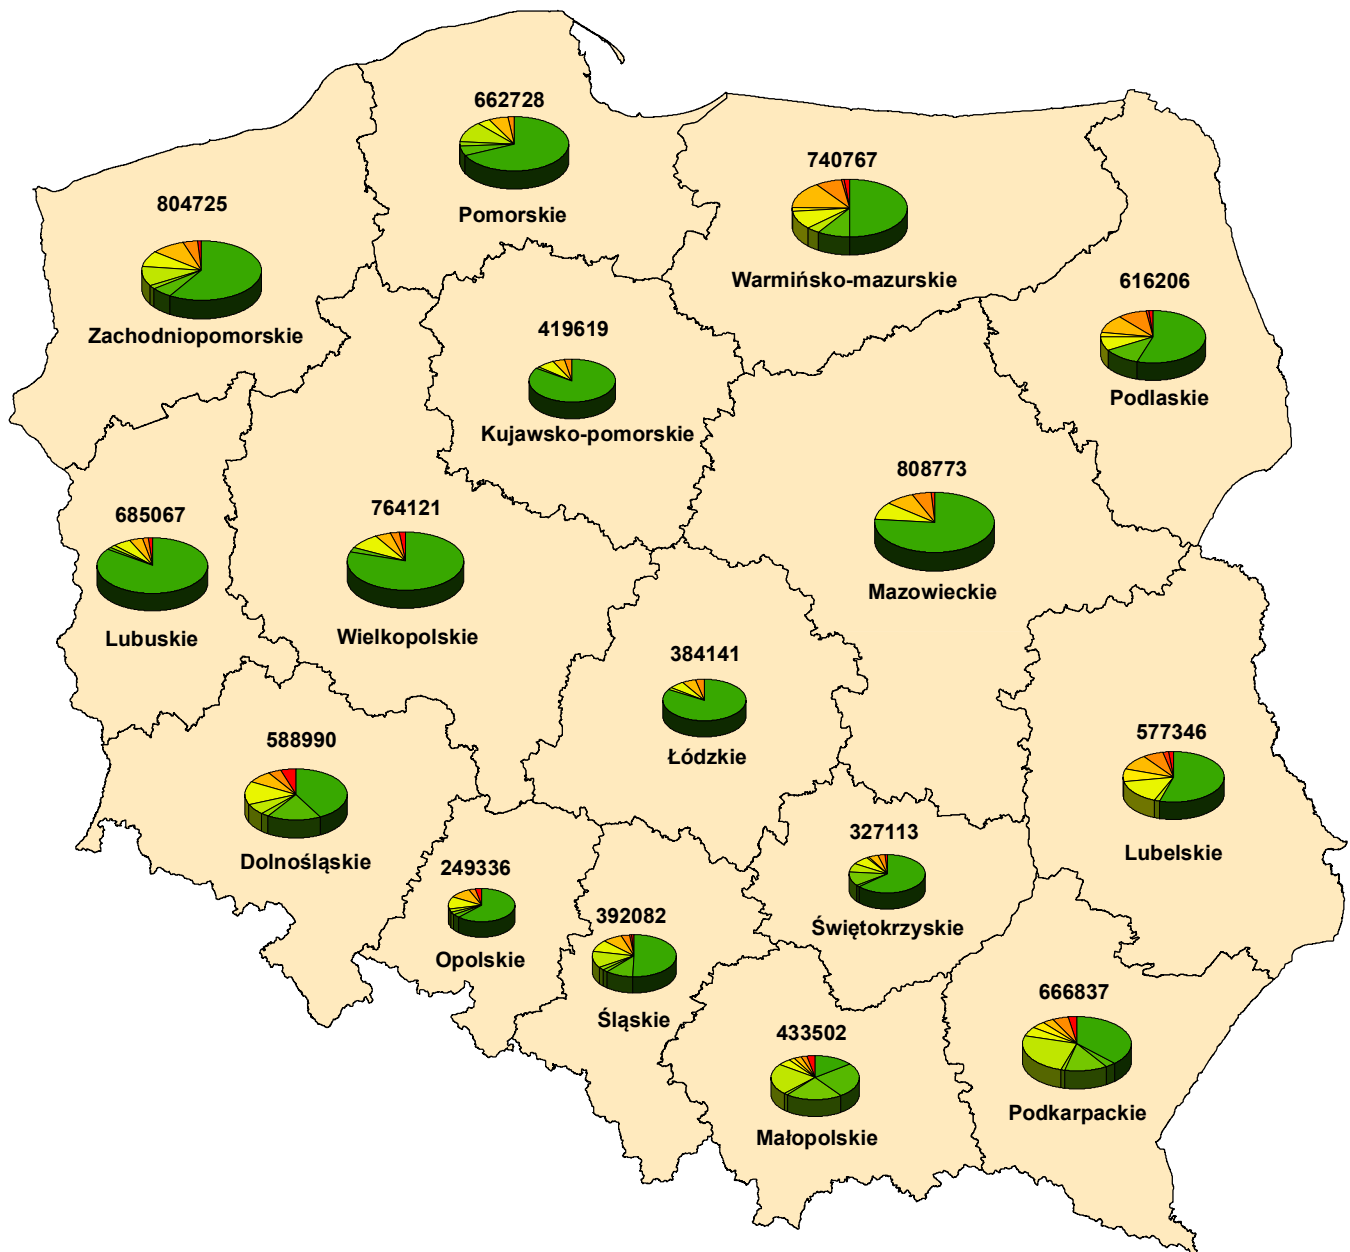 662728
Pomorskie
740767
Warmińsko-mazurskie
804725
Zachodniopomorskie
616206
Podlaskie
419619
Kujawsko-pomorskie
808773
Mazowieckie
685067
Lubuskie
764121
Wielkopolskie
384141
Łódzkie
588990
Dolnośląskie
577346
Lubelskie
327113
Świętokrzyskie
249336
Opolskie
392082
Śląskie
433502
Małopolskie
666837
Podkarpackie